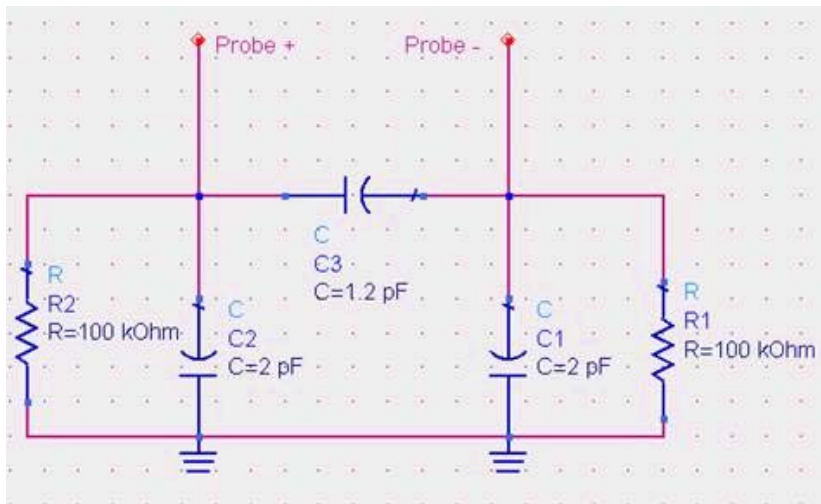 Probe +
Probe -
C
C3
C=1.2 pF
R
R2
R=100 kOhm
C
C2
C=2 pF
C
C1
C=2 pF
R
R1
R=100 kOhm